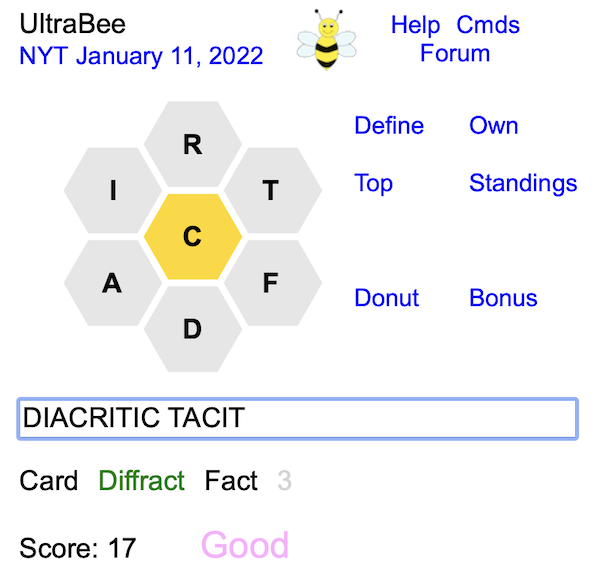 UltraBee
NYT January 11, 2022
Help Cmds
Forum
R
I
T
C
A
F
D
Define Own
Top Standings
Donut Bonus
DIACRITIC TACIT
Card Diffract Fact 3
Score: 17 Good